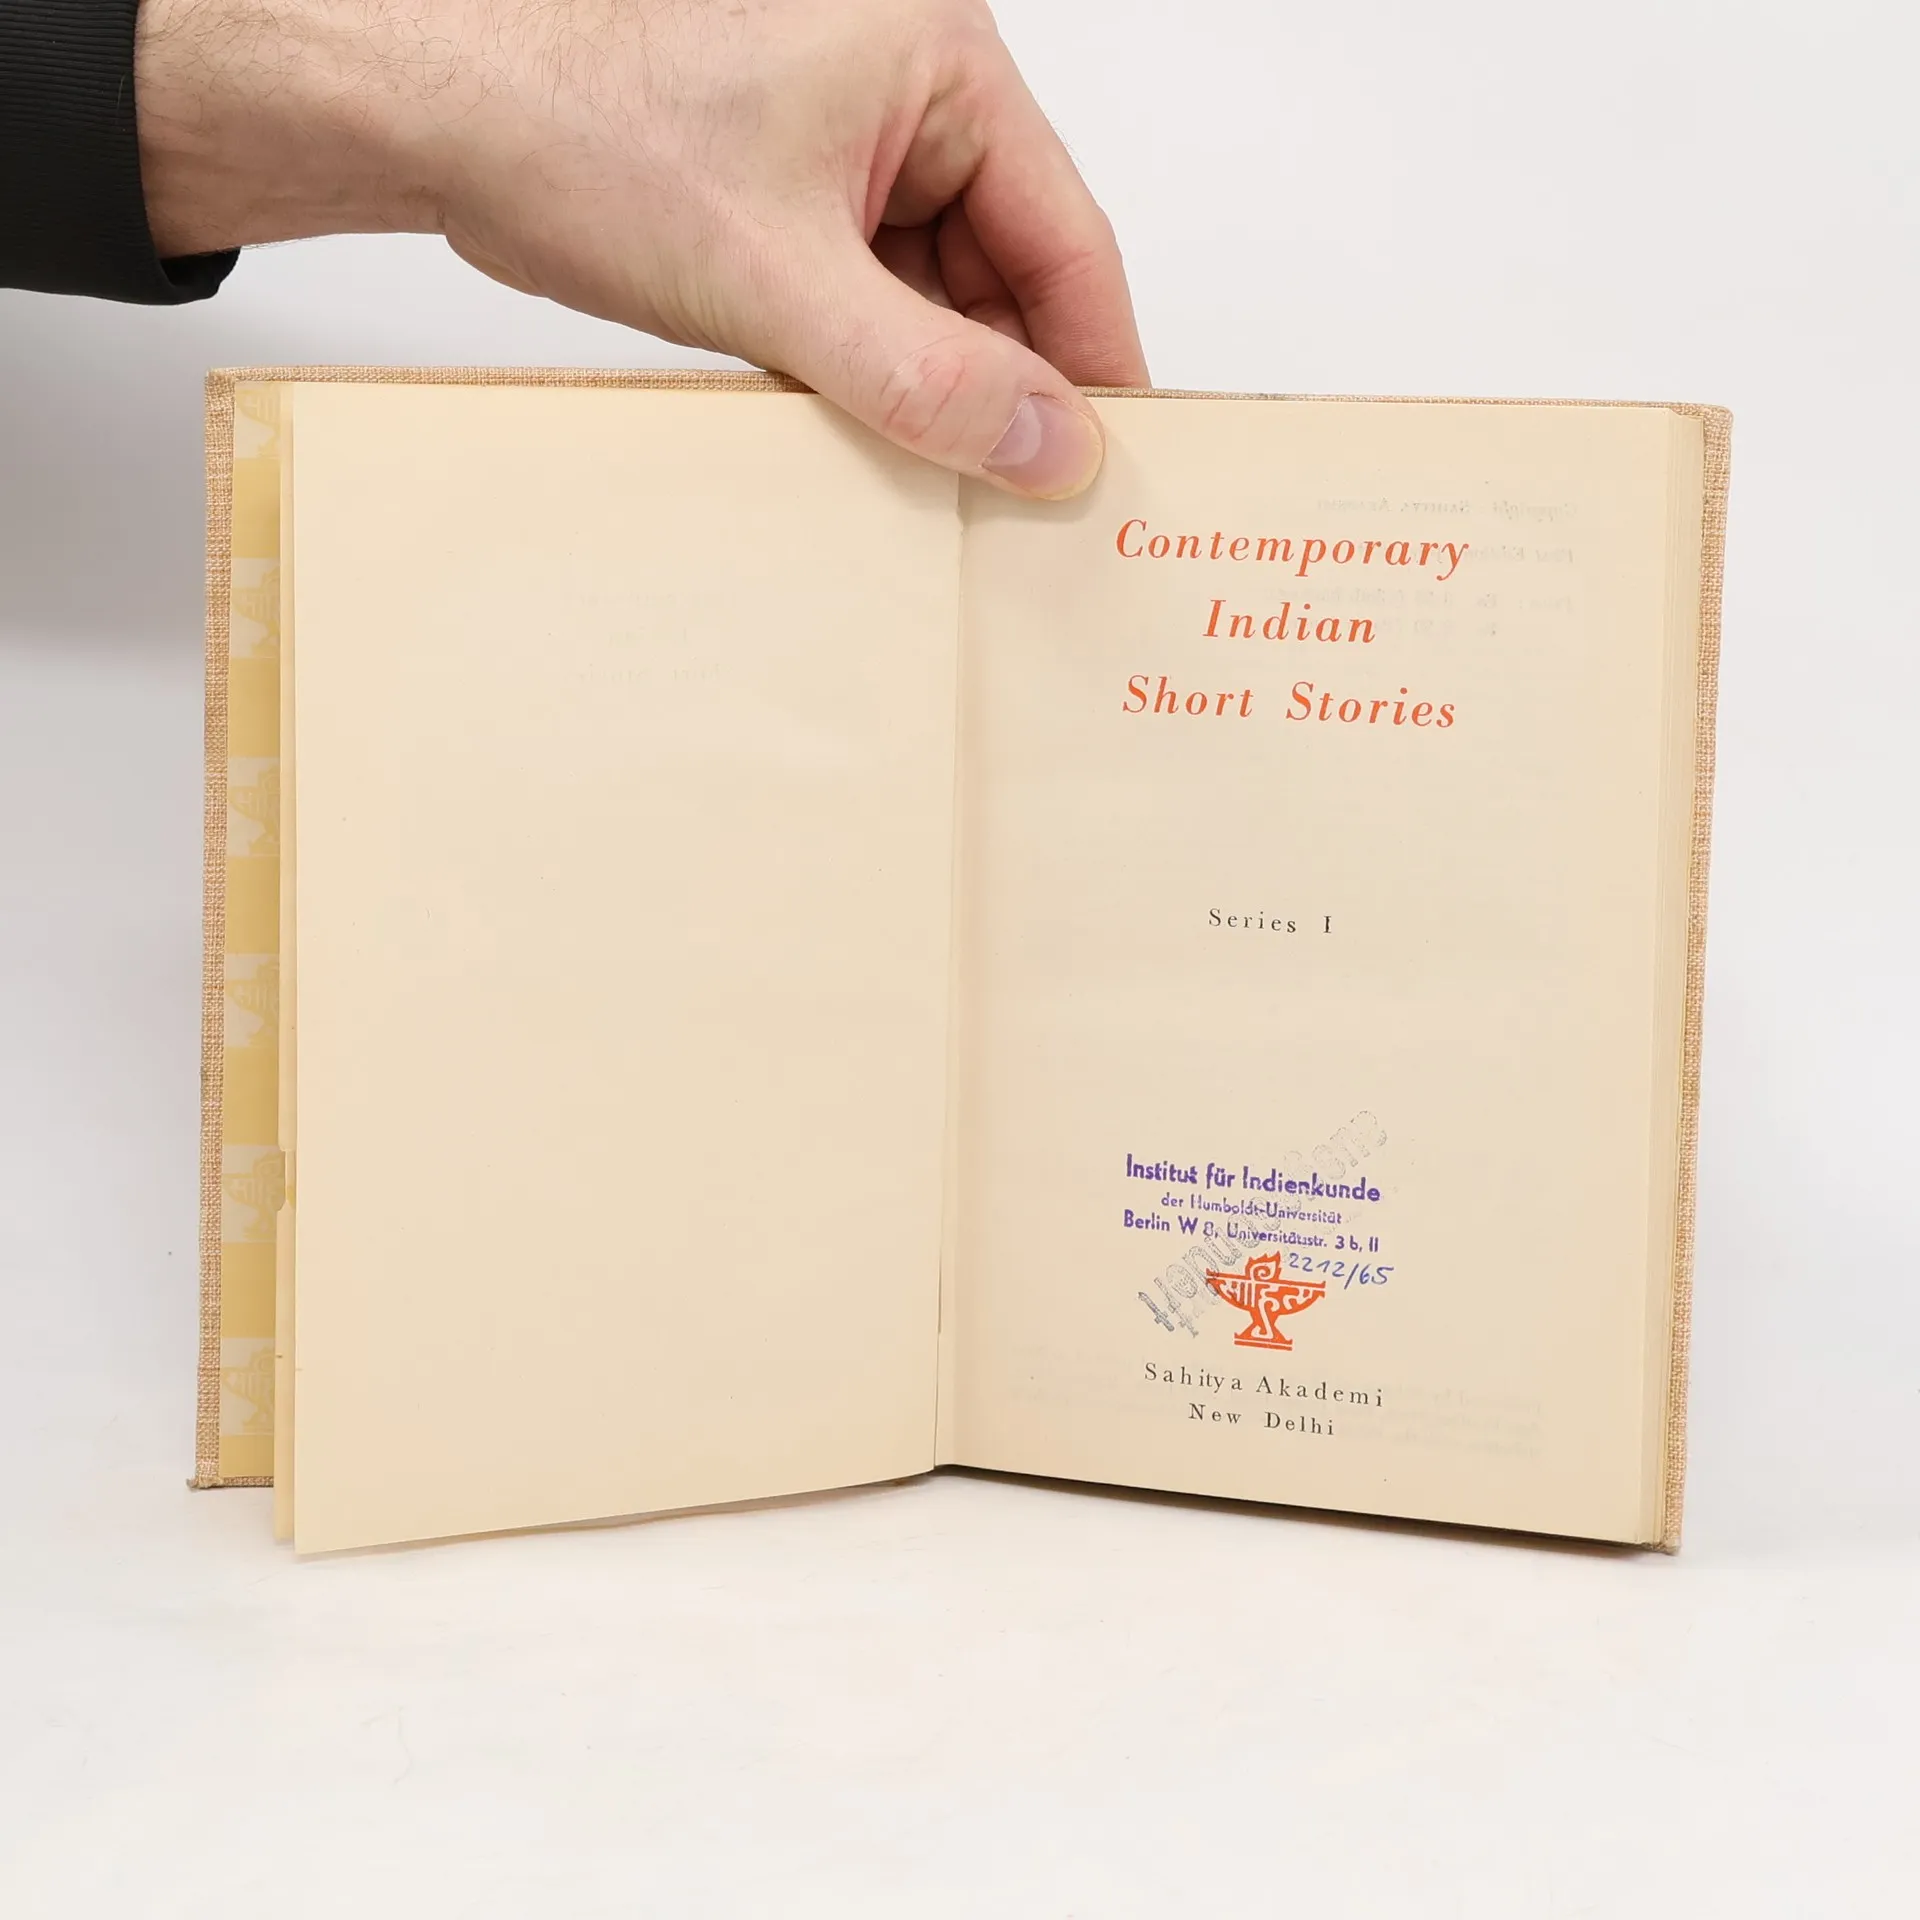 Contemporary
Indian
Short Stories
Series I
Institut für Indienkunde
der Humboldt-Universität
Berlin W 8, Universitätsstr. 3 b, II
2212/65
साहित्य
Sahitya Akademi
New Delhi